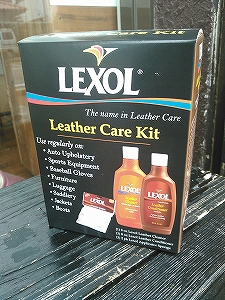 LEXOL®
The name in Leather Care
Leather Care Kit
Use regularly on:
• Auto Upholstery
• Sports Equipment
• Baseball Gloves
• Furniture
• Luggage
• Saddlery
• Jackets
• Boots
LEXOL
LEXOL
LEXOL